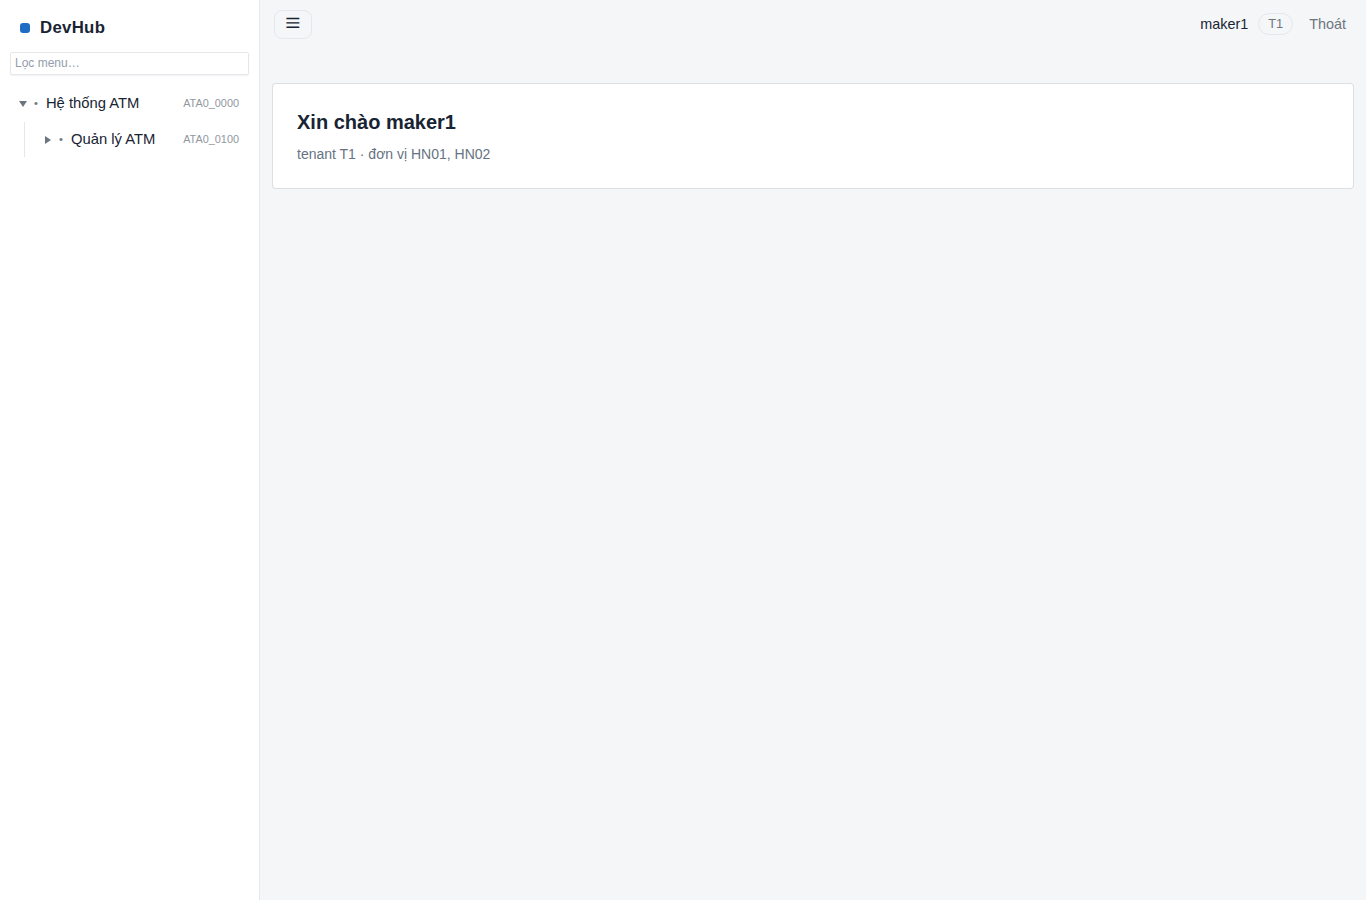 DevHub
Lọc menu…
Hệ thống ATM ATA0_0000
Quản lý ATM ATA0_0100
maker1 T1 Thoát
Xin chào maker1
tenant T1 · đơn vị HN01, HN02